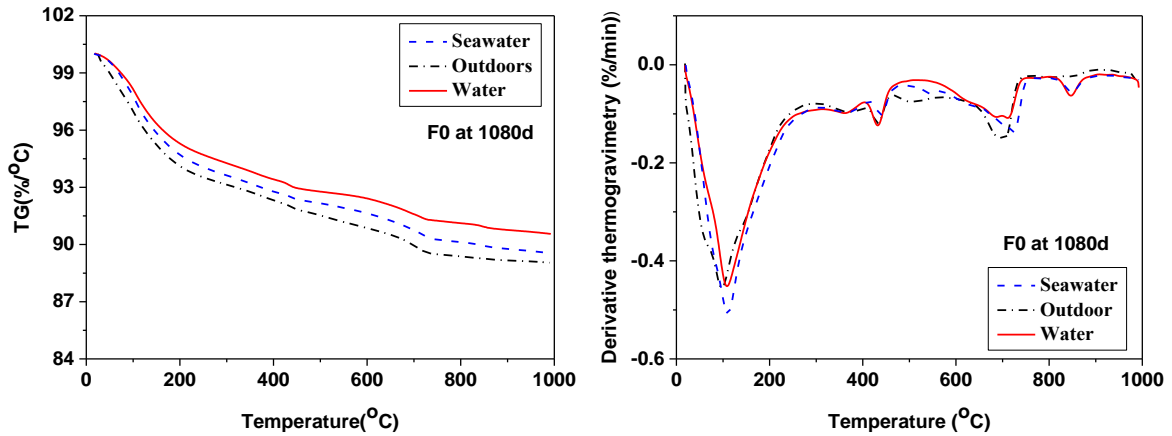 102
99
96
93
90
87
84
TG(%/°C)
0
200
400
600
800
1000
Temperature(°C)
Seawater
Outdoors
Water
F0 at 1080d
0.0
-0.2
-0.4
-0.6
Derivative thermogravimetry (%/min))
0
200
400
600
800
1000
Temperature (°C)
F0 at 1080d
Seawater
Outdoor
Water